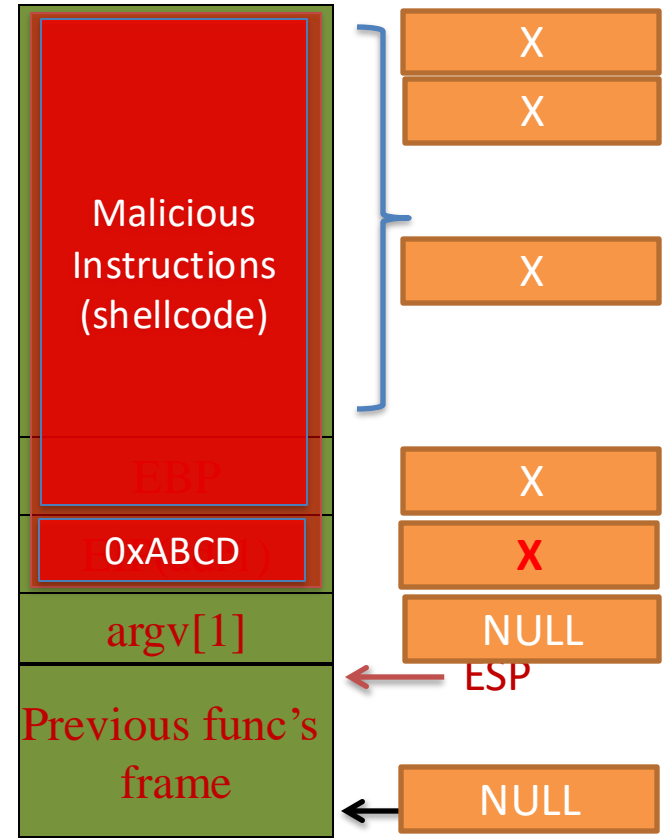 X
X
Malicious
Instructions
(shellcode)
X
EBP
X
0xABCD
X
argv[1]
NULL
ESP
Previous func’s
frame
NULL